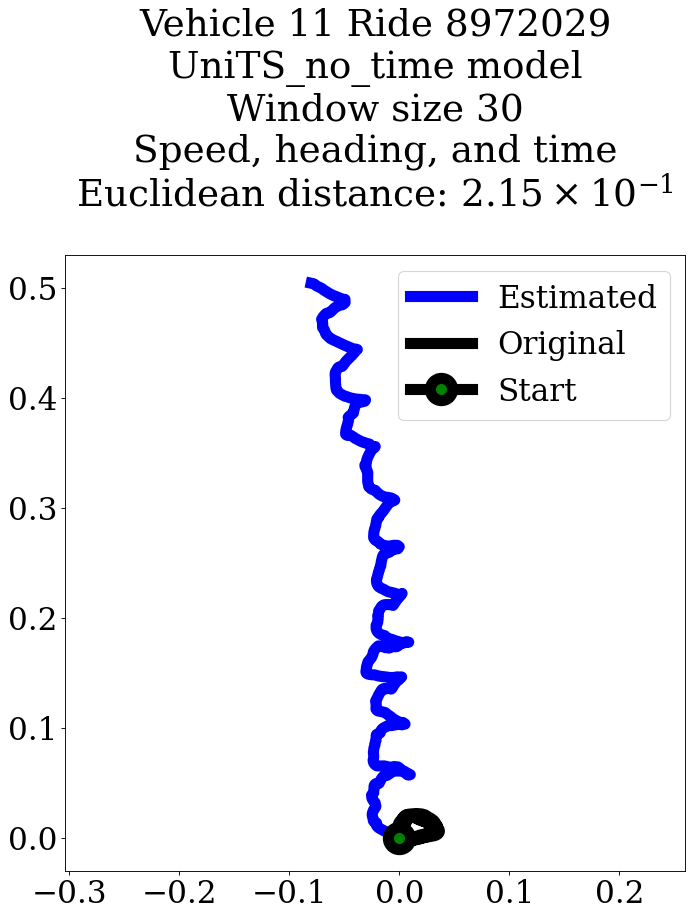 Vehicle 11 Ride 8972029
UniTS_no_time model
Window size 30
Speed, heading, and time
Euclidean distance: 2.15 × 10⁻¹
Estimated
Original
Start
0.5
0.4
0.3
0.2
0.1
0.0
−0.3 −0.2 −0.1 0.0 0.1 0.2